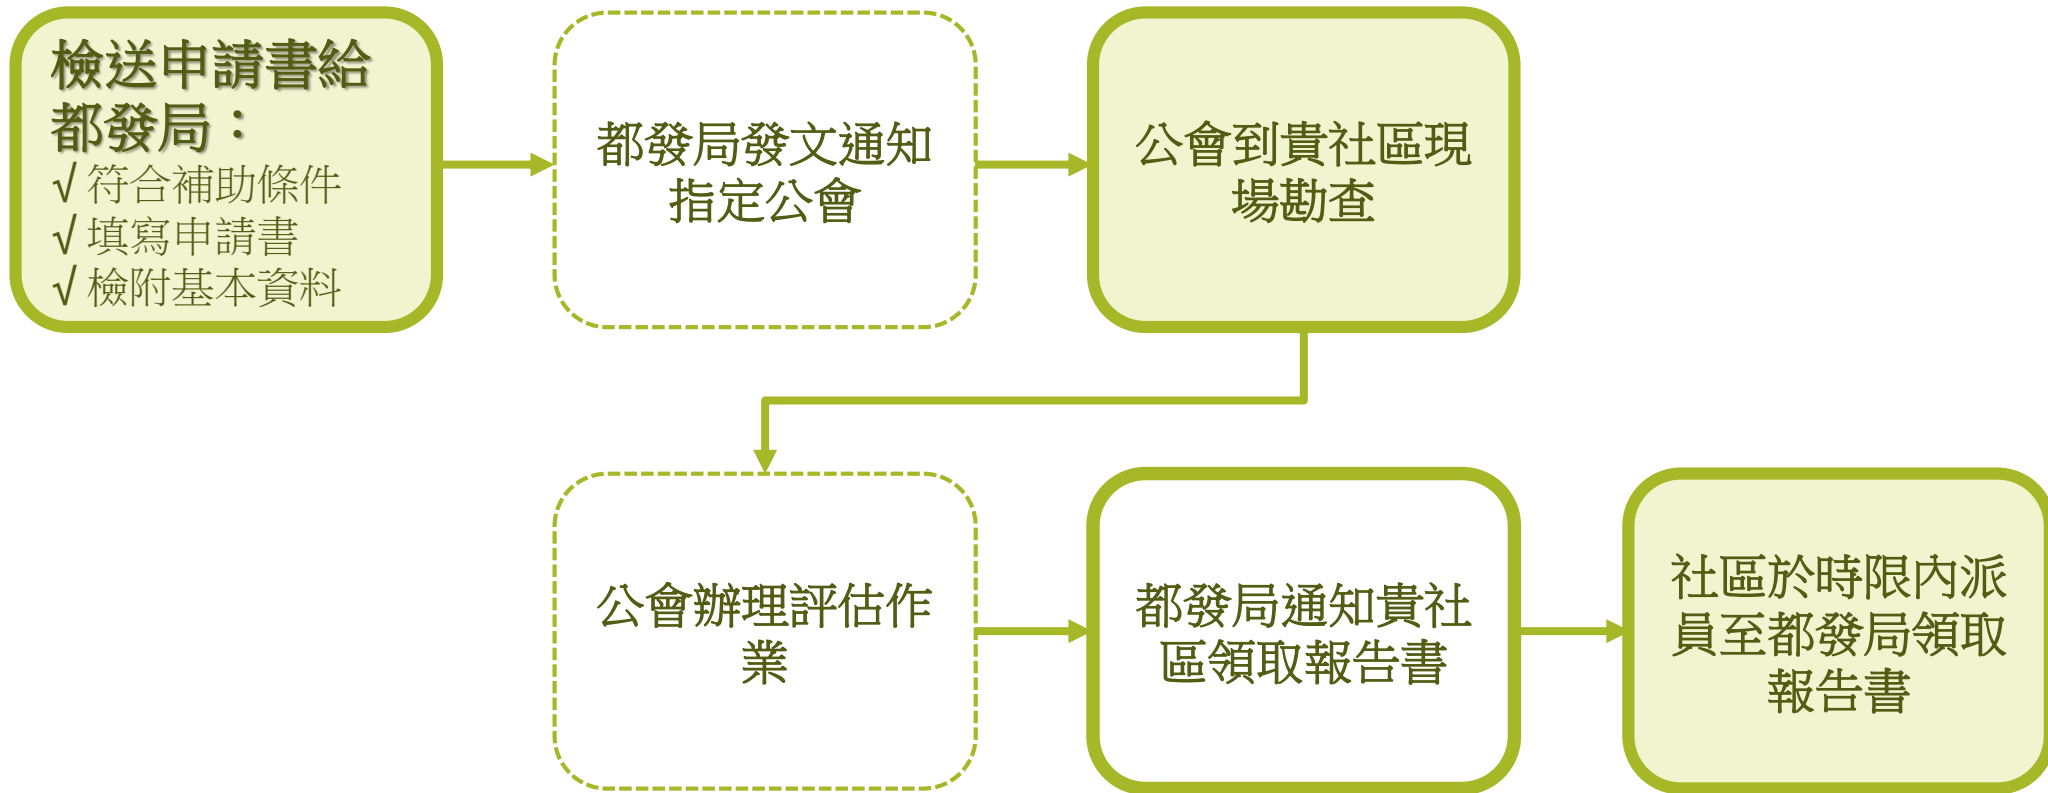 檢送申請書給
都發局：
√ 符合補助條件
√ 填寫申請書
√ 檢附基本資料
都發局發文通知
指定公會
公會到貴社區現
場勘查
公會辦理評估作
業
都發局通知貴社
區領取報告書
社區於時限內派
員至都發局領取
報告書